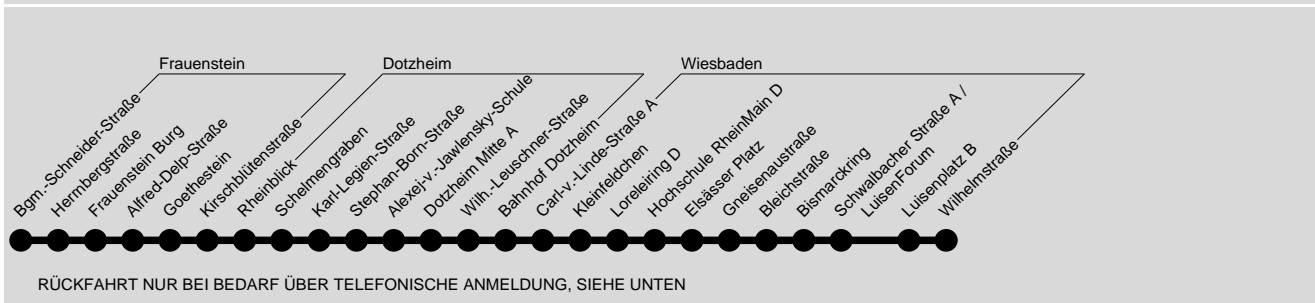 Frauenstein
Dotzheim
Wiesbaden
Bgm.-Schneider-Straße
Herrnbergstraße
Frauenstein Burg
Alfred-Delp-Straße
Goethestein
Kirschblütenstraße
Rheinblick
Schelmengraben
Karl-Legien-Straße
Stephan-Born-Straße
Alexej-v.-Jawlensky-Schule
Dotzheim Mitte A
Wilh.-Leuschner-Straße
Bahnhof Dotzheim
Carl-v.-Linde-Straße A
Kleinfeldchen
Loreleiring D
Hochschule RheinMain D
Elsässer Platz
Gneisenaustraße
Bleichstraße
Bismarckring
Schwalbacher Straße A /
LuisenForum
Luisenplatz B
Wilhelmstraße
RÜCKFAHRT NUR BEI BEDARF ÜBER TELEFONISCHE ANMELDUNG, SIEHE UNTEN